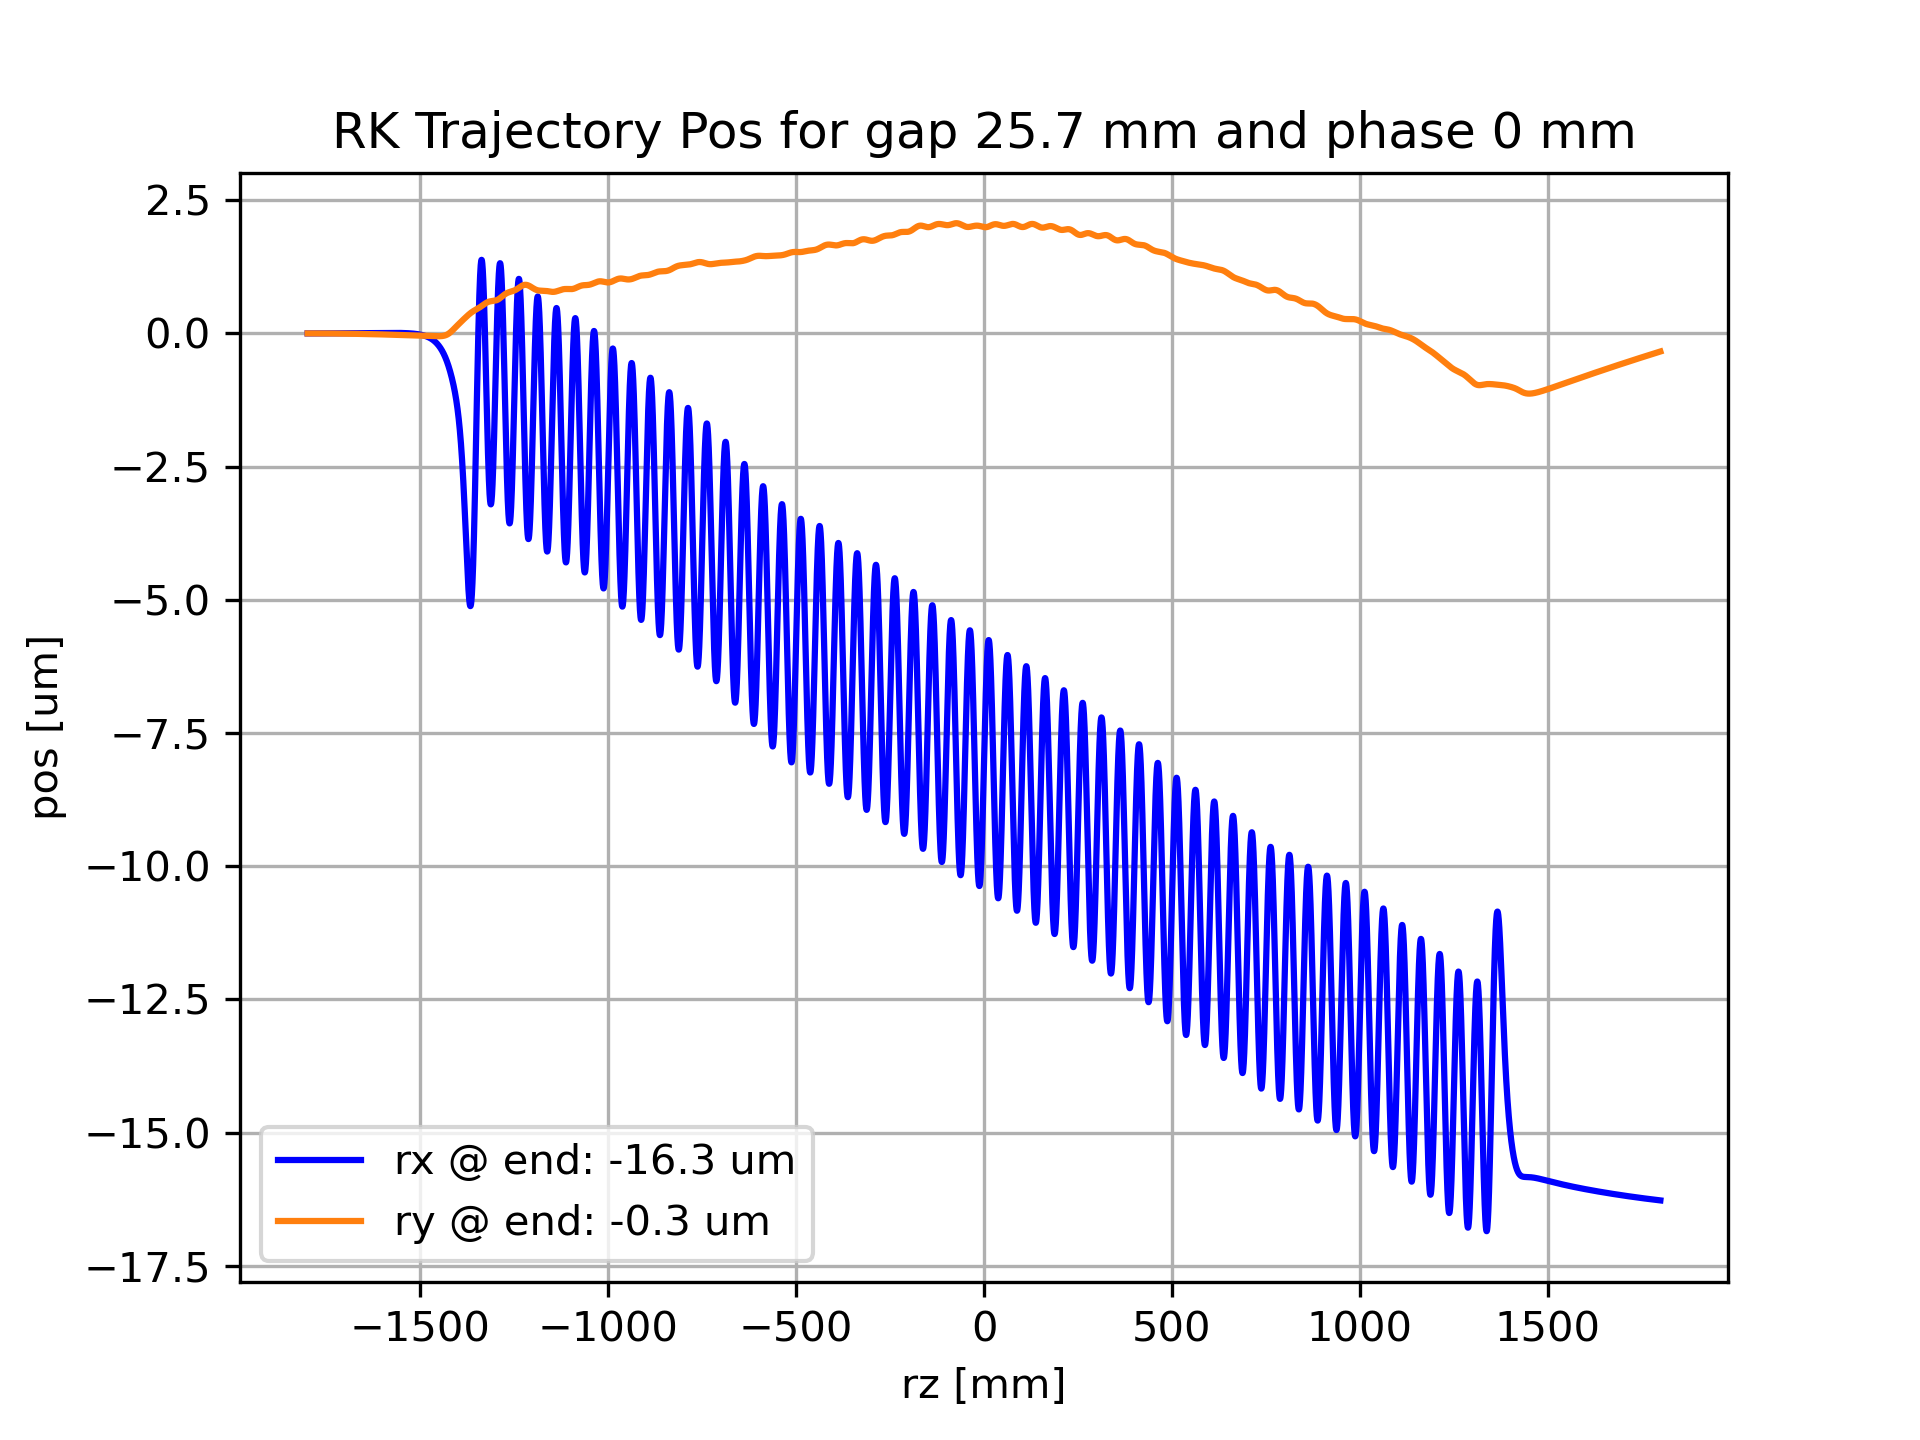 RK Trajectory Pos for gap 25.7 mm and phase 0 mm
2.5
0.0
−2.5
−5.0
−7.5
−10.0
−12.5
−15.0
−17.5
pos [um]
rx @ end: -16.3 um
ry @ end: -0.3 um
−1500 −1000 −500 0 500 1000 1500
rz [mm]